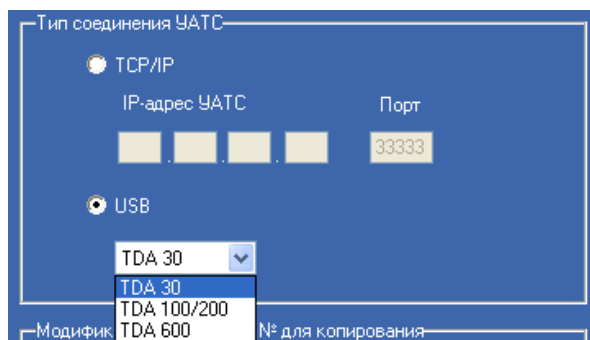 Тип соединения УАТС
TCP/IP
IP-адрес УАТС Порт
. . . 33333
USB
TDA 30
TDA 30
TDA 100/200
TDA 600
Модифик № для копирования